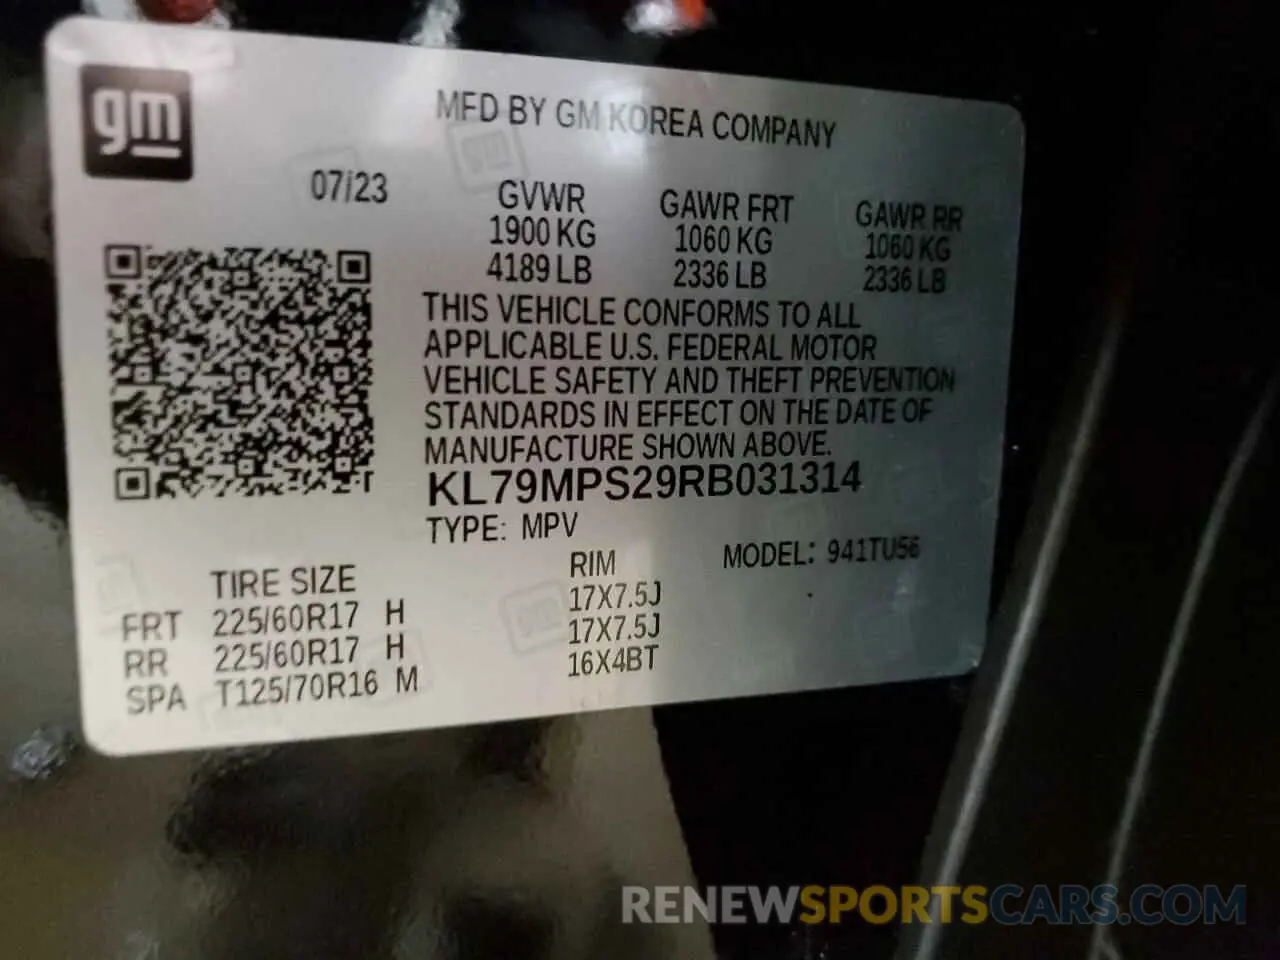 gm
MFD BY GM KOREA COMPANY
07/23
GVWR GAWR FRT GAWR RR
1900 KG 1060 KG 1060 KG
4189 LB 2336 LB 2336 LB
THIS VEHICLE CONFORMS TO ALL
APPLICABLE U.S. FEDERAL MOTOR
VEHICLE SAFETY AND THEFT PREVENTION
STANDARDS IN EFFECT ON THE DATE OF
MANUFACTURE SHOWN ABOVE.
KL79MPS29RB031314
TYPE: MPV
MODEL: 941TU56
TIRE SIZE RIM
FRT 225/60R17 H 17X7.5J
RR 225/60R17 H 17X7.5J
SPA T125/70R16 M 16X4BT
RENEWSPORTSCARS.COM